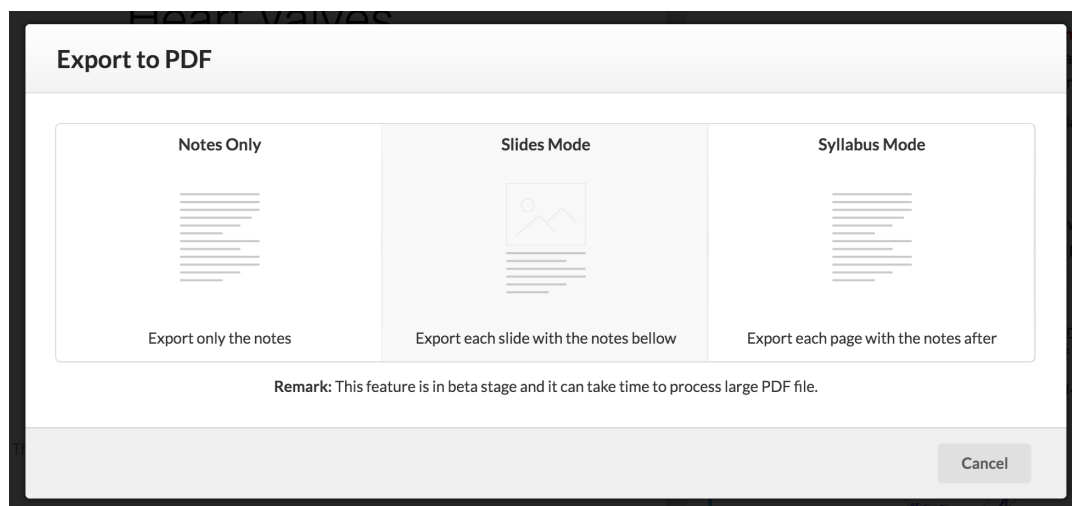 Heart Valves
Export to PDF
Notes Only
Slides Mode
Syllabus Mode
Export only the notes
Export each slide with the notes bellow
Export each page with the notes after
Remark: This feature is in beta stage and it can take time to process large PDF file.
Cancel